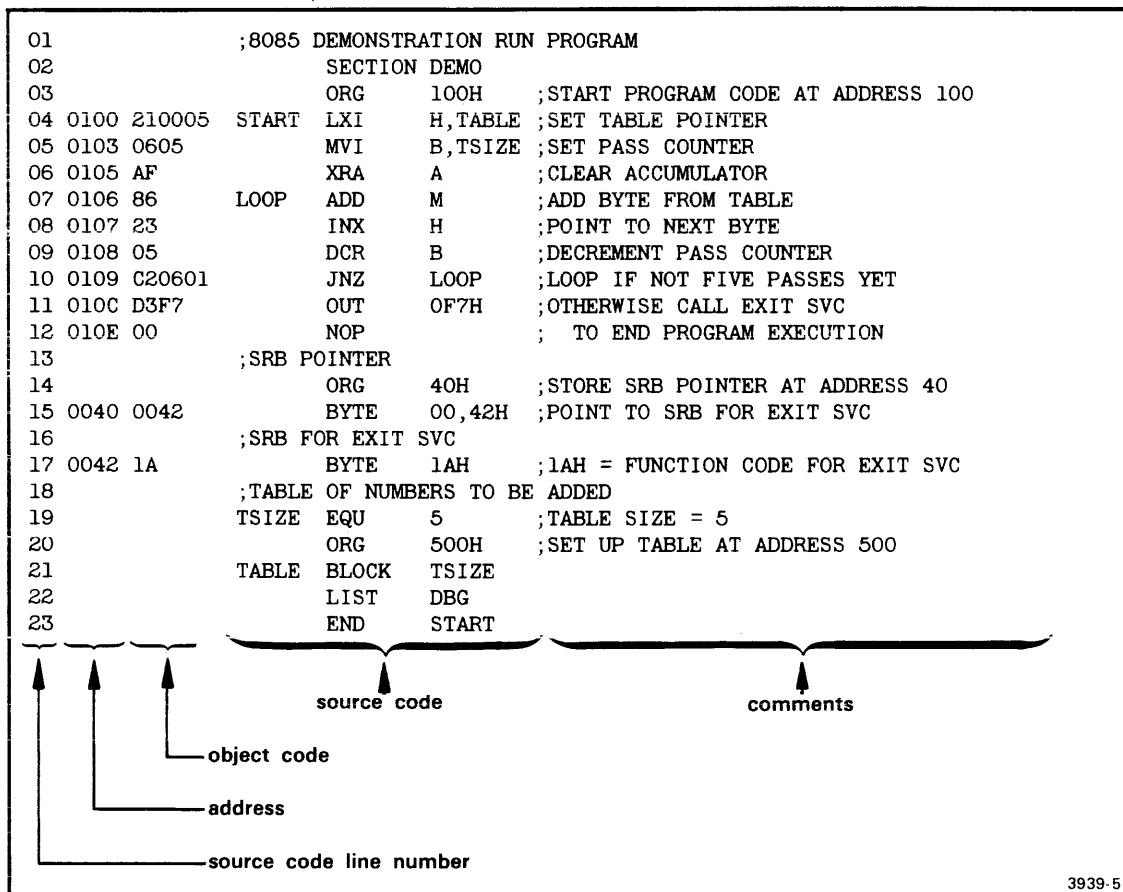 01 ;8085 DEMONSTRATION RUN PROGRAM
02 SECTION DEMO
03 ORG 100H ;START PROGRAM CODE AT ADDRESS 100
04 0100 210005 START LXI H,TABLE ;SET TABLE POINTER
05 0103 0605 MVI B,TSIZE ;SET PASS COUNTER
06 0105 AF XRA A ;CLEAR ACCUMULATOR
07 0106 86 LOOP ADD M ;ADD BYTE FROM TABLE
08 0107 23 INX H ;POINT TO NEXT BYTE
09 0108 05 DCR B ;DECREMENT PASS COUNTER
10 0109 C20601 JNZ LOOP ;LOOP IF NOT FIVE PASSES YET
11 010C D3F7 OUT 0F7H ;OTHERWISE CALL EXIT SVC
12 010E 00 NOP ; TO END PROGRAM EXECUTION
13 ;SRB POINTER
14 ORG 40H ;STORE SRB POINTER AT ADDRESS 40
15 0040 0042 BYTE 00,42H ;POINT TO SRB FOR EXIT SVC
16 ;SRB FOR EXIT SVC
17 0042 1A BYTE 1AH ;1AH = FUNCTION CODE FOR EXIT SVC
18 ;TABLE OF NUMBERS TO BE ADDED
19 TSIZE EQU 5 ;TABLE SIZE = 5
20 ORG 500H ;SET UP TABLE AT ADDRESS 500
21 TABLE BLOCK TSIZE
22 LIST DBG
23 END START
source code comments
object code
address
source code line number
3939-5